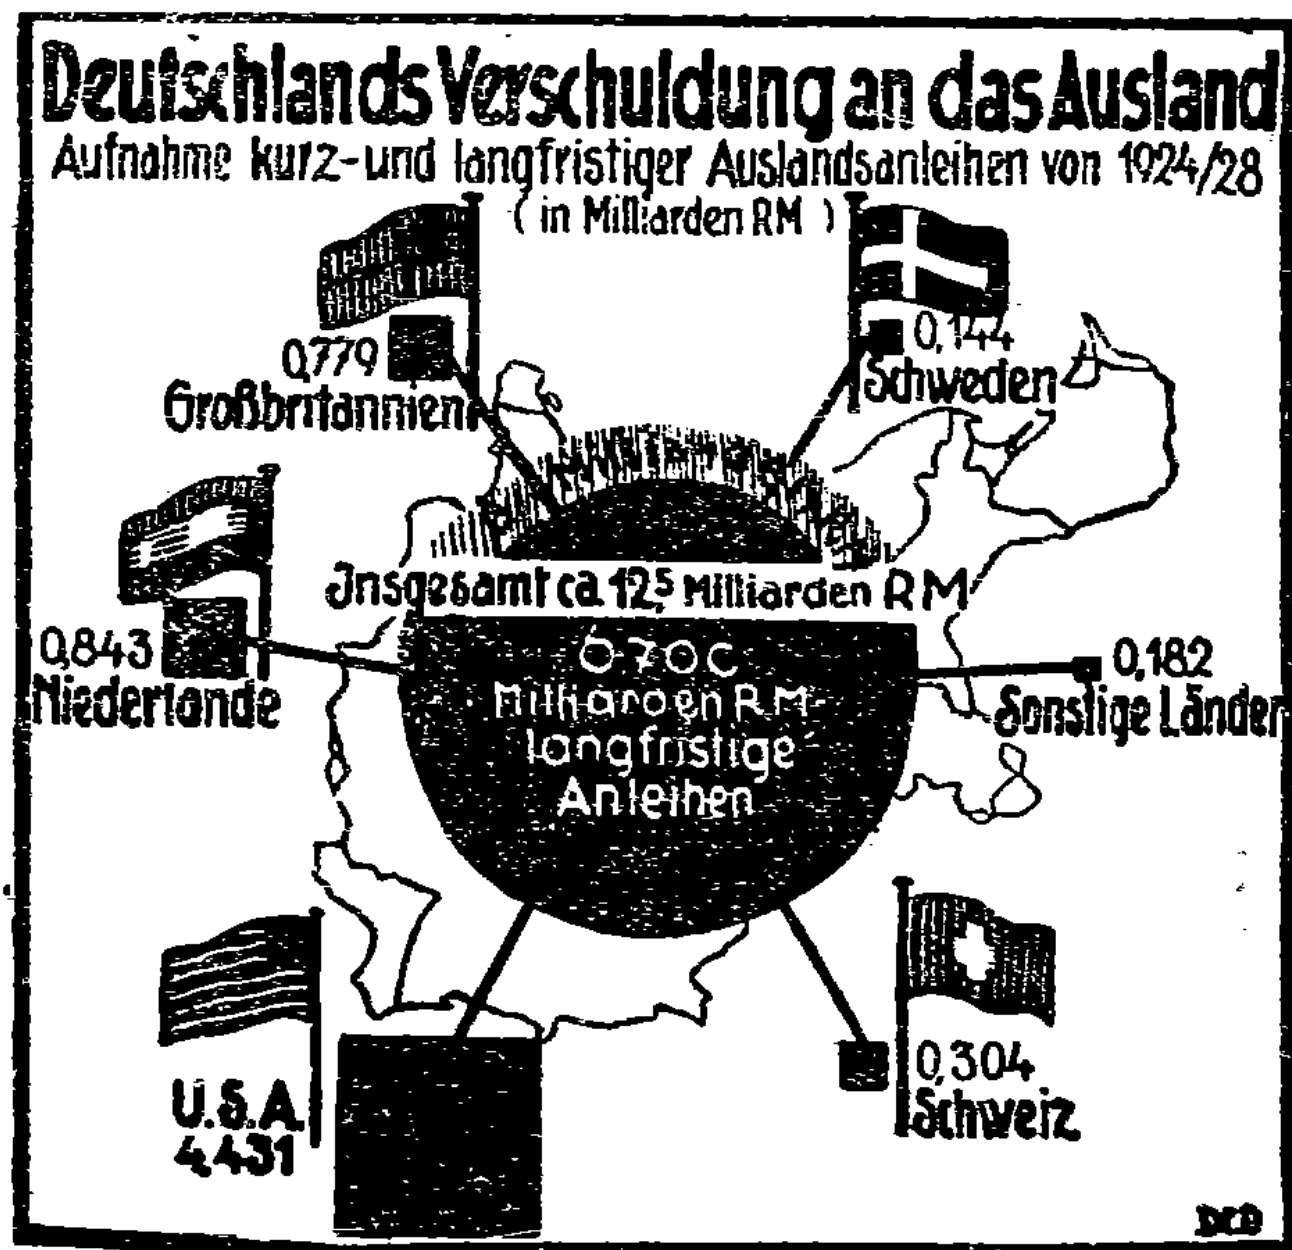 Deutschlands Verschuldung an das Ausland
Aufnahme kurz- und langfristiger Auslandsanleihen von 1924/28
(in Milliarden RM)
0,779
Großbritannien
0,144
Schweden
Insgesamt ca. 12,5 Milliarden RM
0,843
Niederlande
Milliarden RM
langfristige
Anleihen
0,182
Sonstige Länder
U.S.A.
4,431
0,304
Schweiz